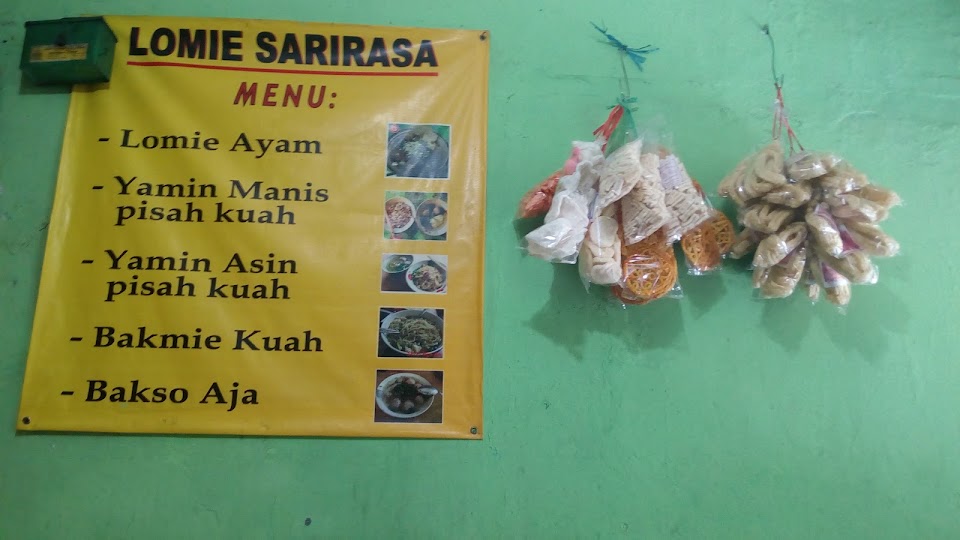 LOMIE SARIRASA
MENU:
- Lomie Ayam
- Yamin Manis
pisah kuah
- Yamin Asin
pisah kuah
- Bakmie Kuah
- Bakso Aja